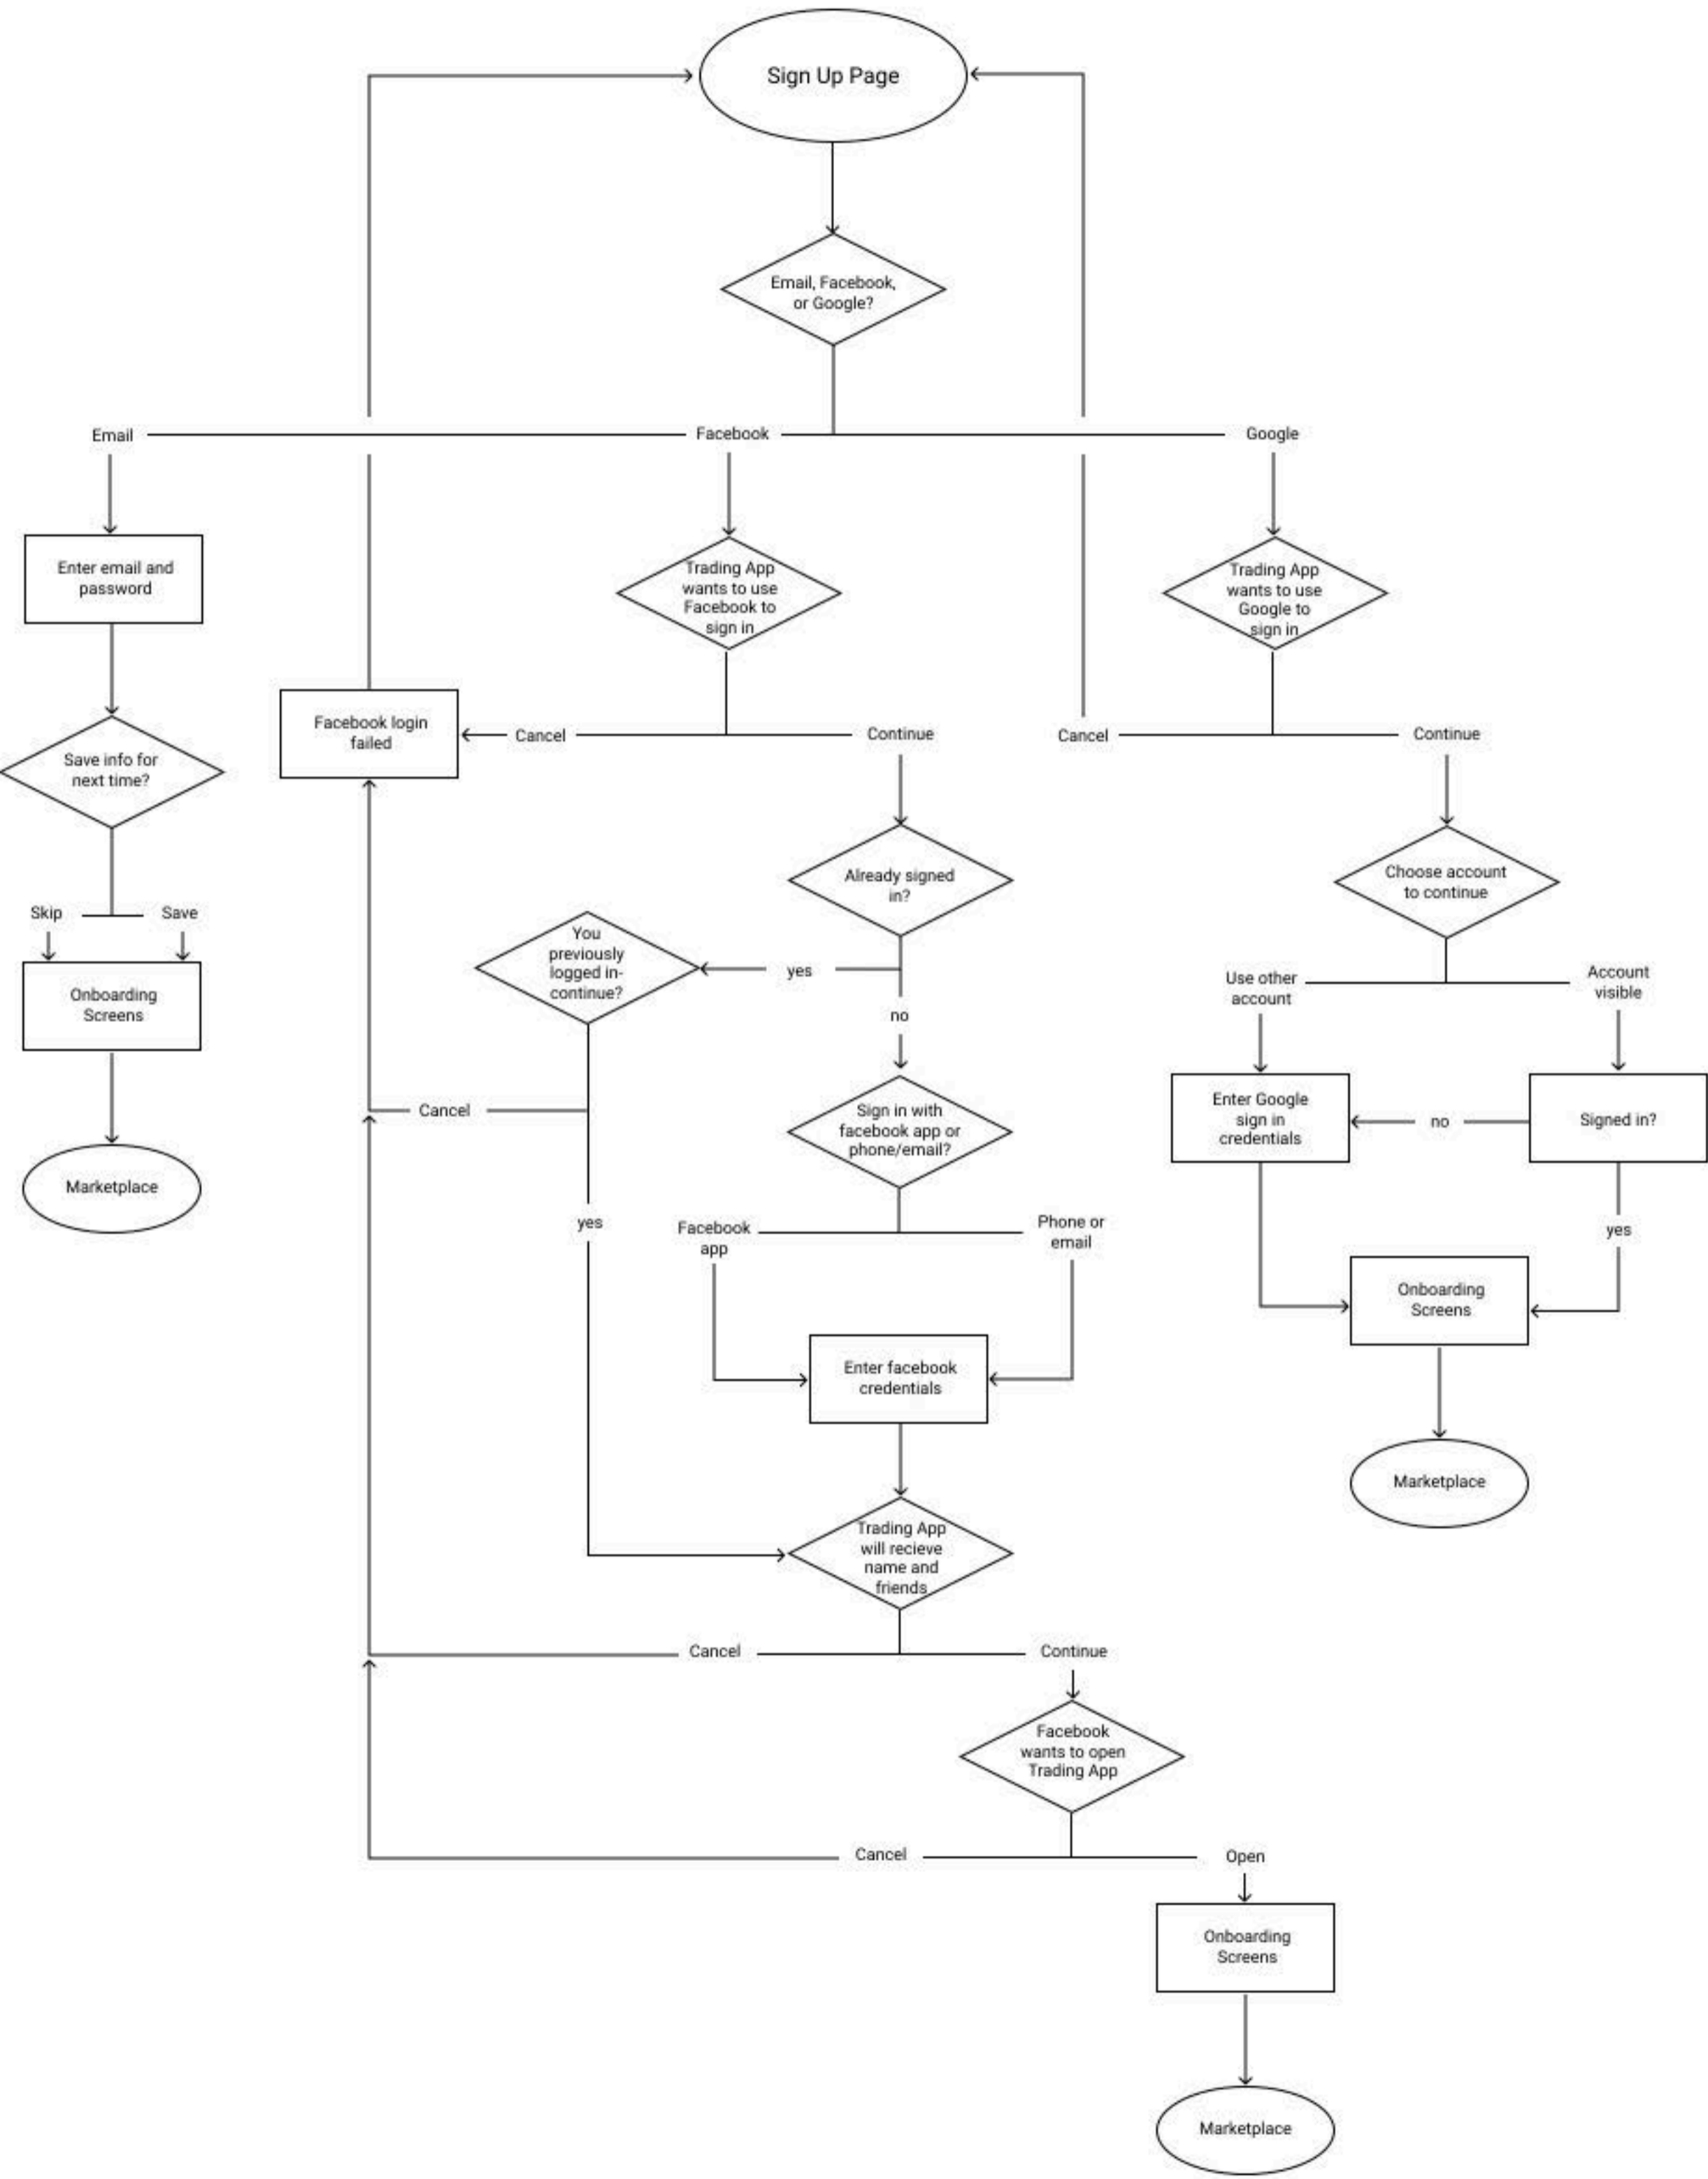 Sign Up Page
Email, Facebook,
or Google?
Email
Facebook
Google
Enter email and
password
Trading App
wants to use
Facebook to
sign in
Trading App
wants to use
Google to
sign in
Facebook login
failed
Cancel
Continue
Cancel
Continue
Save info for
next time?
Already signed
in?
Choose account
to continue
Skip
Save
You
previously
logged in-
continue?
yes
Use other
account
Account
visible
Onboarding
Screens
no
Cancel
Sign in with
facebook app or
phone/email?
Enter Google
sign in
credentials
no
Signed in?
Marketplace
yes
Facebook
app
Phone or
email
yes
Onboarding
Screens
Enter facebook
credentials
Marketplace
Trading App
will recieve
name and
friends
Cancel
Continue
Facebook
wants to open
Trading App
Cancel
Open
Onboarding
Screens
Marketplace